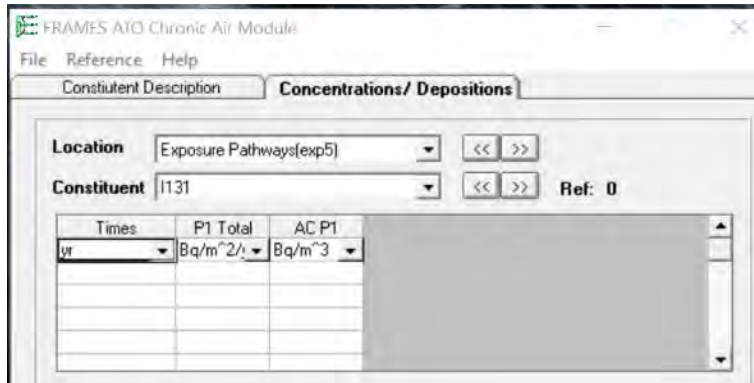 FRAMES ATO Chronic Air Module
File Reference Help
Constiutent Description Concentrations/ Depositions
Location Exposure Pathways(exp5) << >>
Constituent I131 << >> Ref: 0
Times P1 Total AC P1
yr Bq/m^2/ Bq/m^3